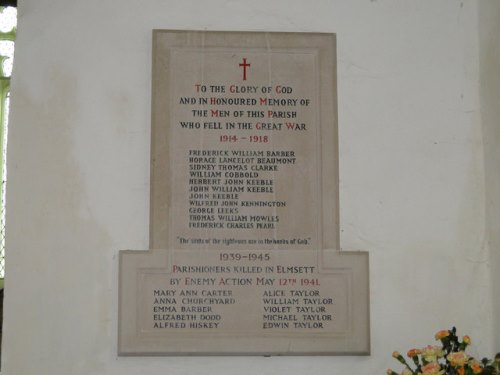 TO THE GLORY OF GOD
AND IN HONOURED MEMORY OF
THE MEN OF THIS PARISH
WHO FELL IN THE GREAT WAR
1914 - 1918
FREDERICK WILLIAM BARBER
HORACE LANCELOT BEAUMONT
SIDNEY THOMAS CLARKE
WILLIAM COBBOLD
HERBERT JOHN KEEBLE
JOHN WILLIAM KEEBLE
JOHN KEEBLE
WILFRED JOHN KENNINGTON
GEORGE LEEKS
THOMAS WILLIAM MOWLES
FREDERICK CHARLES PEARL
"The souls of the righteous are in the hands of God".
1939-1945
PARISHIONERS KILLED IN ELMSETT
BY ENEMY ACTION MAY 12TH 1941.
MARY ANN CARTER
ANNA CHURCHYARD
EMMA BARBER
ELIZABETH DODD
ALFRED HISKEY
ALICE TAYLOR
WILLIAM TAYLOR
VIOLET TAYLOR
MICHAEL TAYLOR
EDWIN TAYLOR